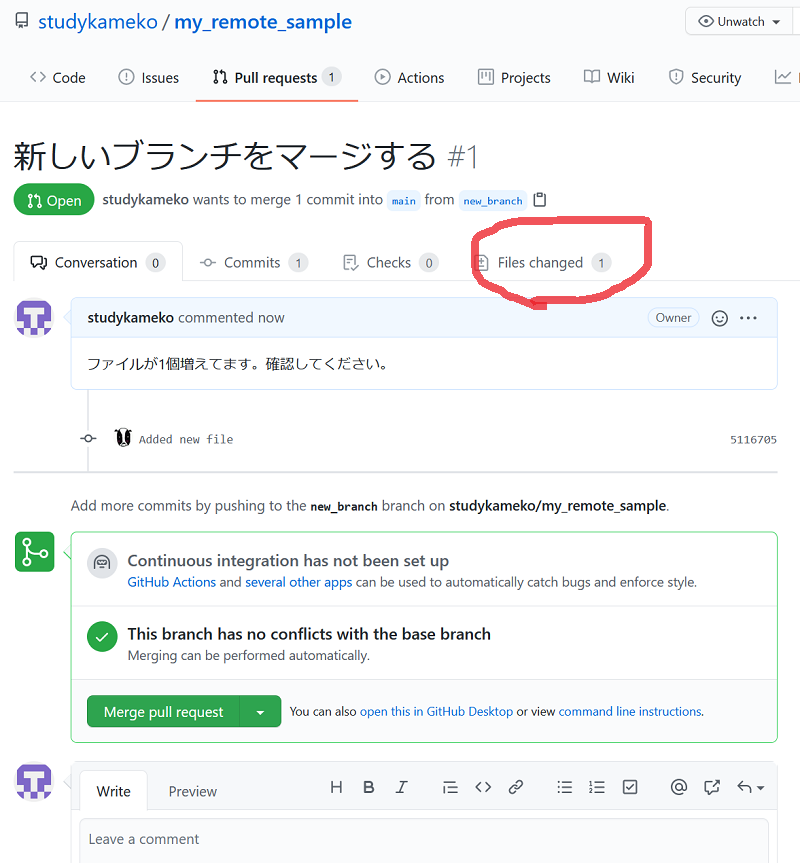 studykameko / my_remote_sample
Unwatch
Code Issues Pull requests 1 Actions Projects Wiki Security
新しいブランチをマージする #1
Open studykameko wants to merge 1 commit into main from new_branch
Conversation 0 Commits 1 Checks 0 Files changed 1
studykameko commented now Owner
ファイルが1個増えてます。確認してください。
Added new file 5116705
Add more commits by pushing to the new_branch branch on studykameko/my_remote_sample.
Continuous integration has not been set up
GitHub Actions and several other apps can be used to automatically catch bugs and enforce style.
This branch has no conflicts with the base branch
Merging can be performed automatically.
Merge pull request You can also open this in GitHub Desktop or view command line instructions.
Write Preview
Leave a comment